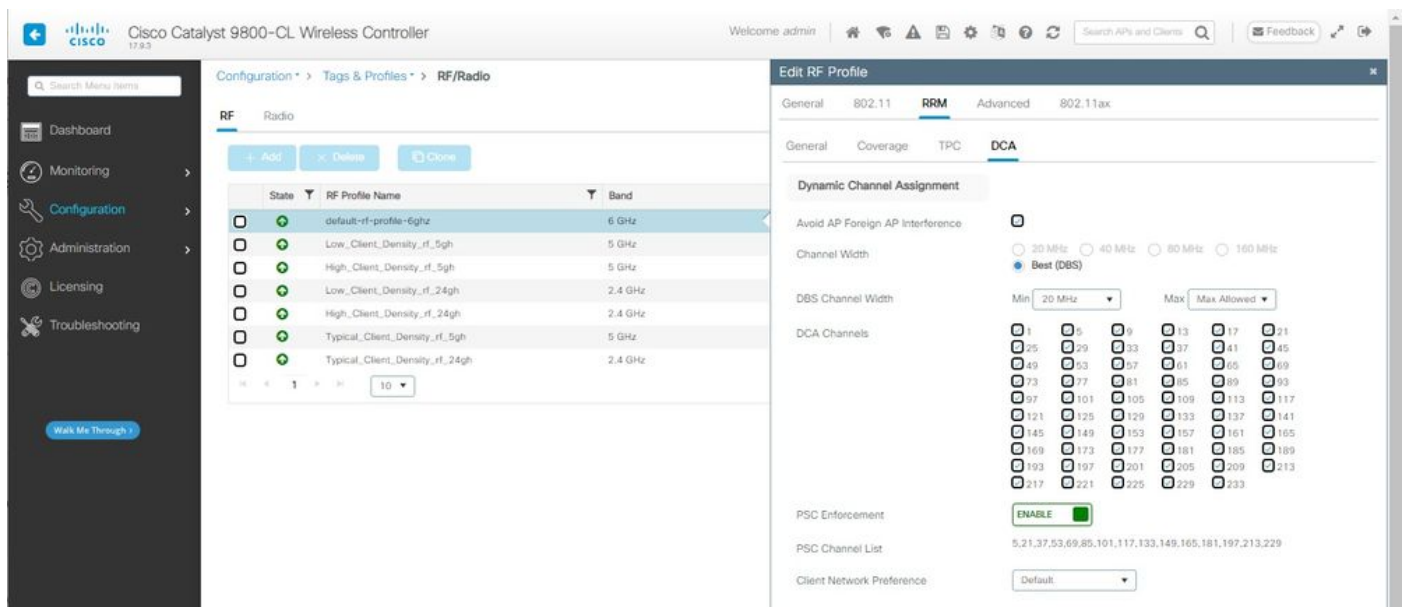 CISCO
Cisco Catalyst 9800-CL Wireless Controller
17.9.3
Welcome admin
Search APs and Clients
Feedback
Search Menu Items
Dashboard
Monitoring
Configuration
Administration
Licensing
Troubleshooting
Walk Me Through >
Configuration > Tags & Profiles > RF/Radio
RF Radio
+ Add × Delete Clone
State RF Profile Name Band
default-rf-profile-6ghz 6 GHz
Low_Client_Density_rf_5gh 5 GHz
High_Client_Density_rf_5gh 5 GHz
Low_Client_Density_rf_24gh 2.4 GHz
High_Client_Density_rf_24gh 2.4 GHz
Typical_Client_Density_rf_5gh 5 GHz
Typical_Client_Density_rf_24gh 2.4 GHz
1 10
Edit RF Profile
General 802.11 RRM Advanced 802.11ax
General Coverage TPC DCA
Dynamic Channel Assignment
Avoid AP Foreign AP Interference
Channel Width 20 MHz 40 MHz 80 MHz 160 MHz
Best (DBS)
DBS Channel Width Min 20 MHz Max Max Allowed
DCA Channels 1 5 9 13 17 21
25 29 33 37 41 45
49 53 57 61 65 69
73 77 81 85 89 93
97 101 105 109 113 117
121 125 129 133 137 141
145 149 153 157 161 165
169 173 177 181 185 189
193 197 201 205 209 213
217 221 225 229 233
PSC Enforcement ENABLE
PSC Channel List 5,21,37,53,69,85,101,117,133,149,165,181,197,213,229
Client Network Preference Default